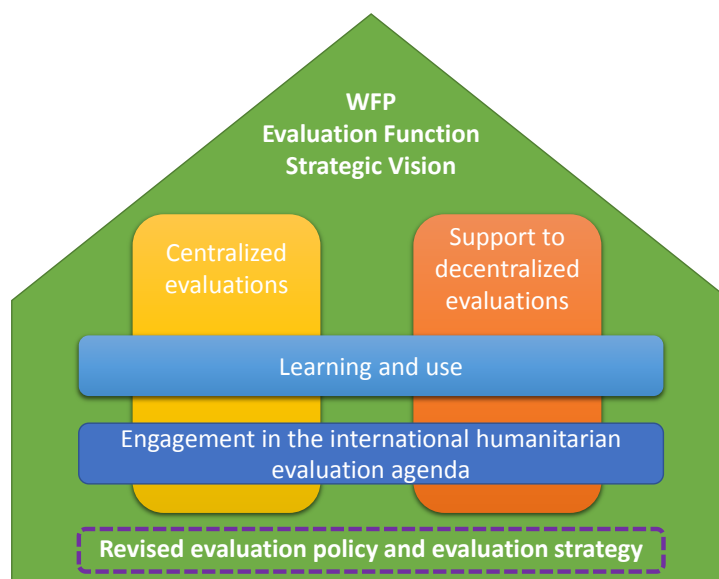 WFP
Evaluation Function
Strategic Vision
Centralized
evaluations
Support to
decentralized
evaluations
Learning and use
Engagement in the international humanitarian
evaluation agenda
Revised evaluation policy and evaluation strategy